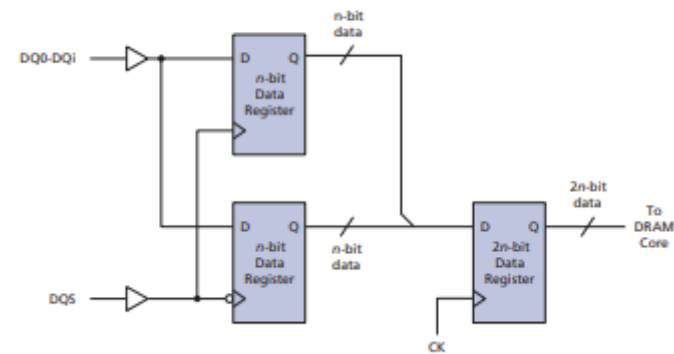 n-bit
data
DQ0-DQi
D Q
n-bit
Data
Register
2n-bit
data
To
DRAM
Core
D Q
n-bit
Data
Register
n-bit
data
D Q
2n-bit
Data
Register
DQS
CK